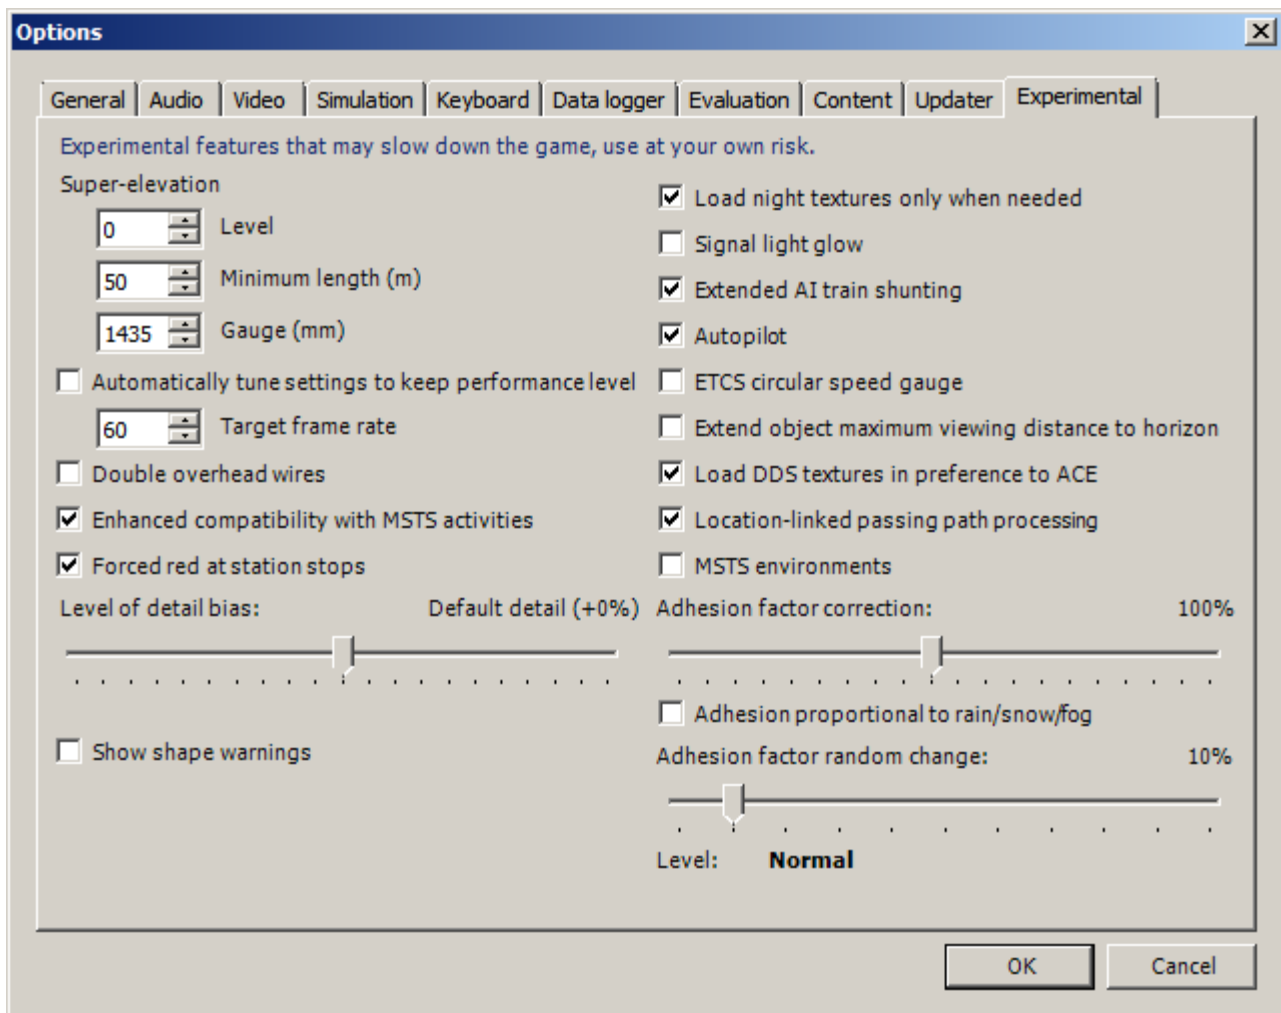 Options
General Audio Video Simulation Keyboard Data logger Evaluation Content Updater Experimental
Experimental features that may slow down the game, use at your own risk.
Super-elevation
0 Level
50 Minimum length (m)
1435 Gauge (mm)
Automatically tune settings to keep performance level
60 Target frame rate
Double overhead wires
Enhanced compatibility with MSTS activities
Forced red at station stops
Level of detail bias: Default detail (+0%)
Show shape warnings
Load night textures only when needed
Signal light glow
Extended AI train shunting
Autopilot
ETCS circular speed gauge
Extend object maximum viewing distance to horizon
Load DDS textures in preference to ACE
Location-linked passing path processing
MSTS environments
Adhesion factor correction: 100%
Adhesion proportional to rain/snow/fog
Adhesion factor random change: 10%
Level: Normal
OK Cancel